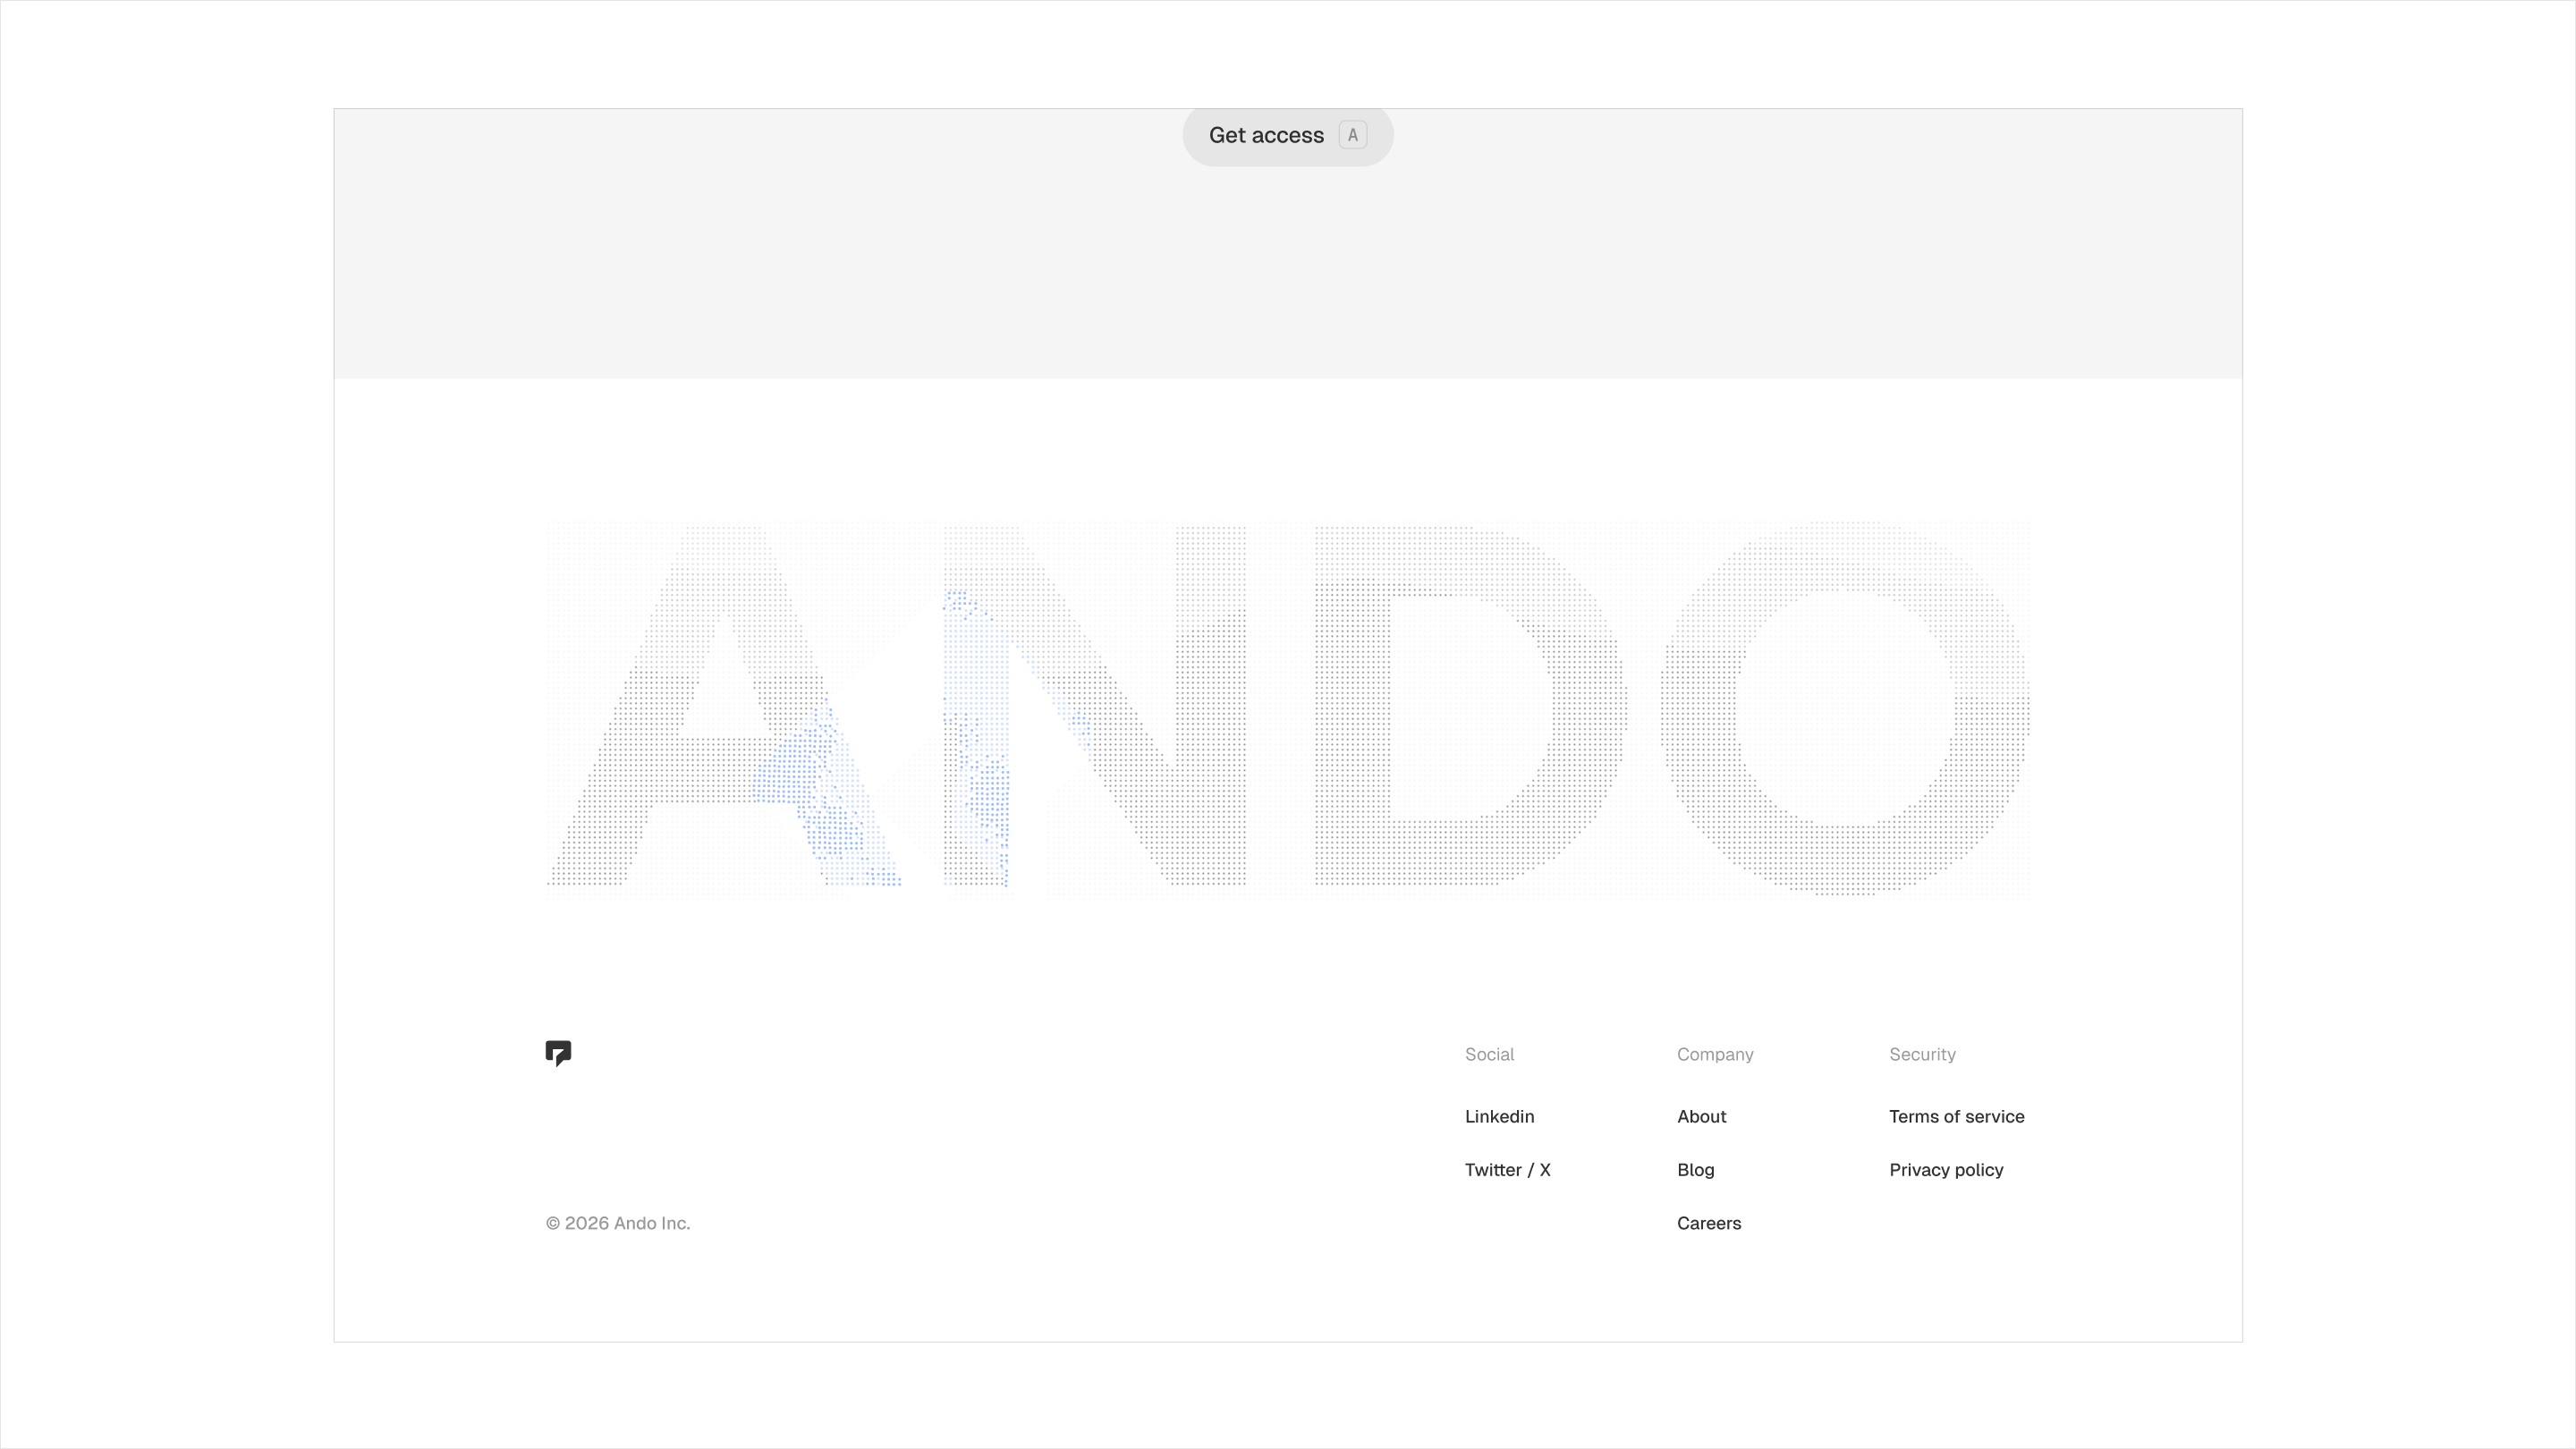 Get access A
ANDO
Social
Linkedin
Twitter / X
Company
About
Blog
Careers
Security
Terms of service
Privacy policy
© 2026 Ando Inc.